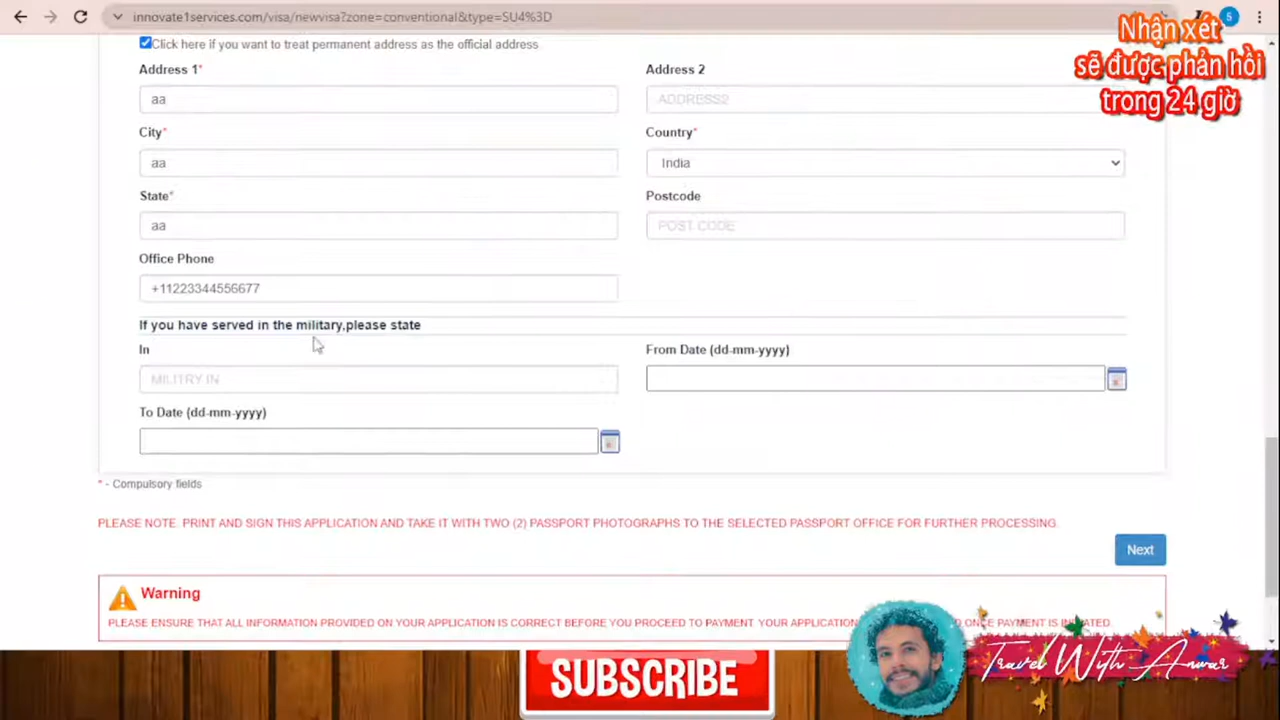 innovate1services.com/visa/newvisa?zone=conventional&type=SU4%3D
5
Nhận xét
sẽ được phản hồi
trong 24 giờ
Click here if you want to treat permanent address as the official address
Address 1*
Address 2
aa
ADDRESS2
City*
Country*
aa
India
State*
Postcode
aa
POST CODE
Office Phone
+11223344556677
If you have served in the military,please state
In
From Date (dd-mm-yyyy)
MILITRY IN
To Date (dd-mm-yyyy)
* - Compulsory fields
PLEASE NOTE. PRINT AND SIGN THIS APPLICATION AND TAKE IT WITH TWO (2) PASSPORT PHOTOGRAPHS TO THE SELECTED PASSPORT OFFICE FOR FURTHER PROCESSING.
Next
Warning
PLEASE ENSURE THAT ALL INFORMATION PROVIDED ON YOUR APPLICATION IS CORRECT BEFORE YOU PROCEED TO PAYMENT. YOUR APPLICATION ONCE PAYMENT IS
SUBSCRIBE
Travel With Anwar